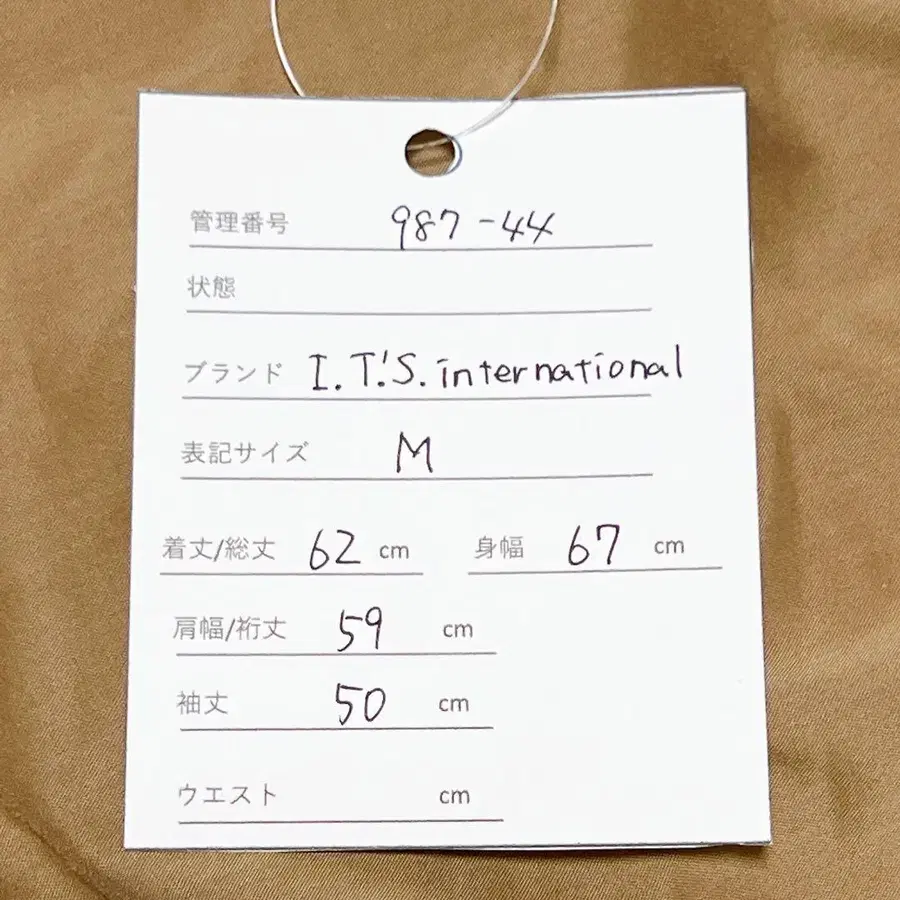 管理番号 987-44
状態
ブランド I.T.'S. international
表記サイズ M
着丈/総丈 62 cm 身幅 67 cm
肩幅/裄丈 59 cm
袖丈 50 cm
ウエスト cm